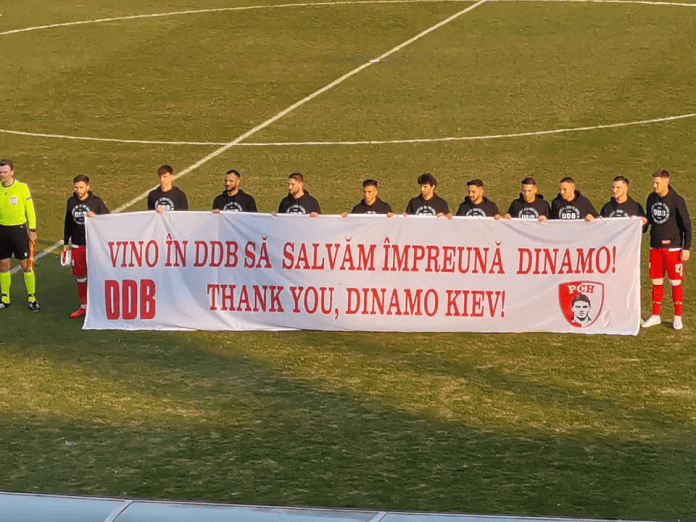 VINO ÎN DDB SĂ SALVĂM ÎMPREUNĂ DINAMO!
DDB
THANK YOU, DINAMO KIEV!
PCH